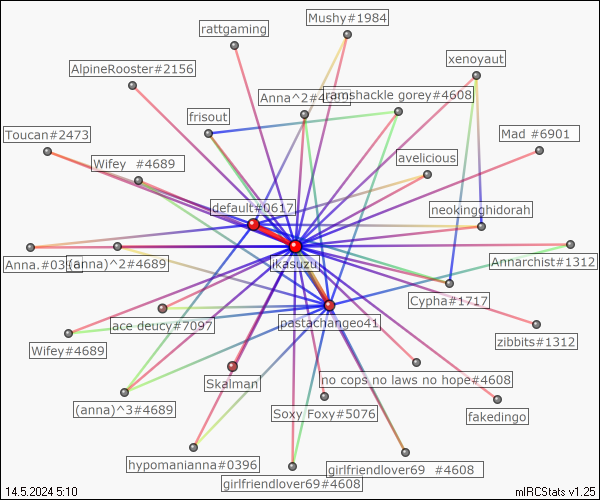 Mushy#1984
rattgaming
xenoyaut
AlpineRooster#2156
Anna^2#4
ramshackle gorey#4608
frisout
Toucan#2473
Mad #6901
Wifey #4689
avelicious
default#0617
neokingghidorah
Anna.#03
(anna)^2#4689
ikasuzu
Annarchist#1312
Cypha#1717
ace deucy#7097
pastachangeo41
zibbits#1312
Wifey#4689
Skalman
no cops no laws no hope#4608
(anna)^3#4689
Soxy Foxy#5076
fakedingo
hypomanianna#0396
girlfriendlover69 #4608
girlfriendlover69#4608
14.5.2024 5:10
mIRCStats v1.25